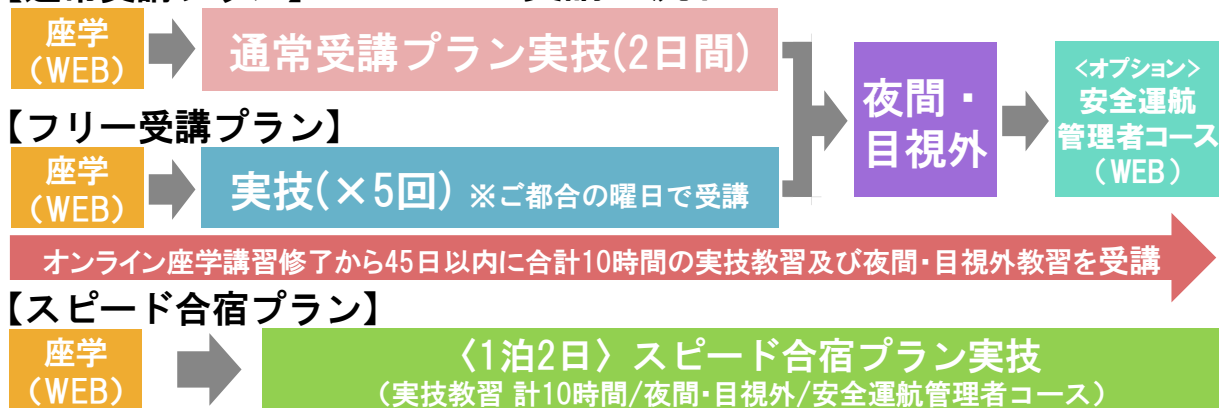 座学
(WEB)
通常受講プラン実技(2日間)
【フリー受講プラン】
座学
(WEB)
実技(×5回) ※ご都合の曜日で受講
夜間・
目視外
<オプション>
安全運航
管理者コース
(WEB)
オンライン座学講習修了から45日以内に合計10時間の実技教習及び夜間・目視外教習を受講
【スピード合宿プラン】
座学
(WEB)
〈1泊2日〉スピード合宿プラン実技
(実技教習 計10時間/夜間・目視外/安全運航管理者コース)